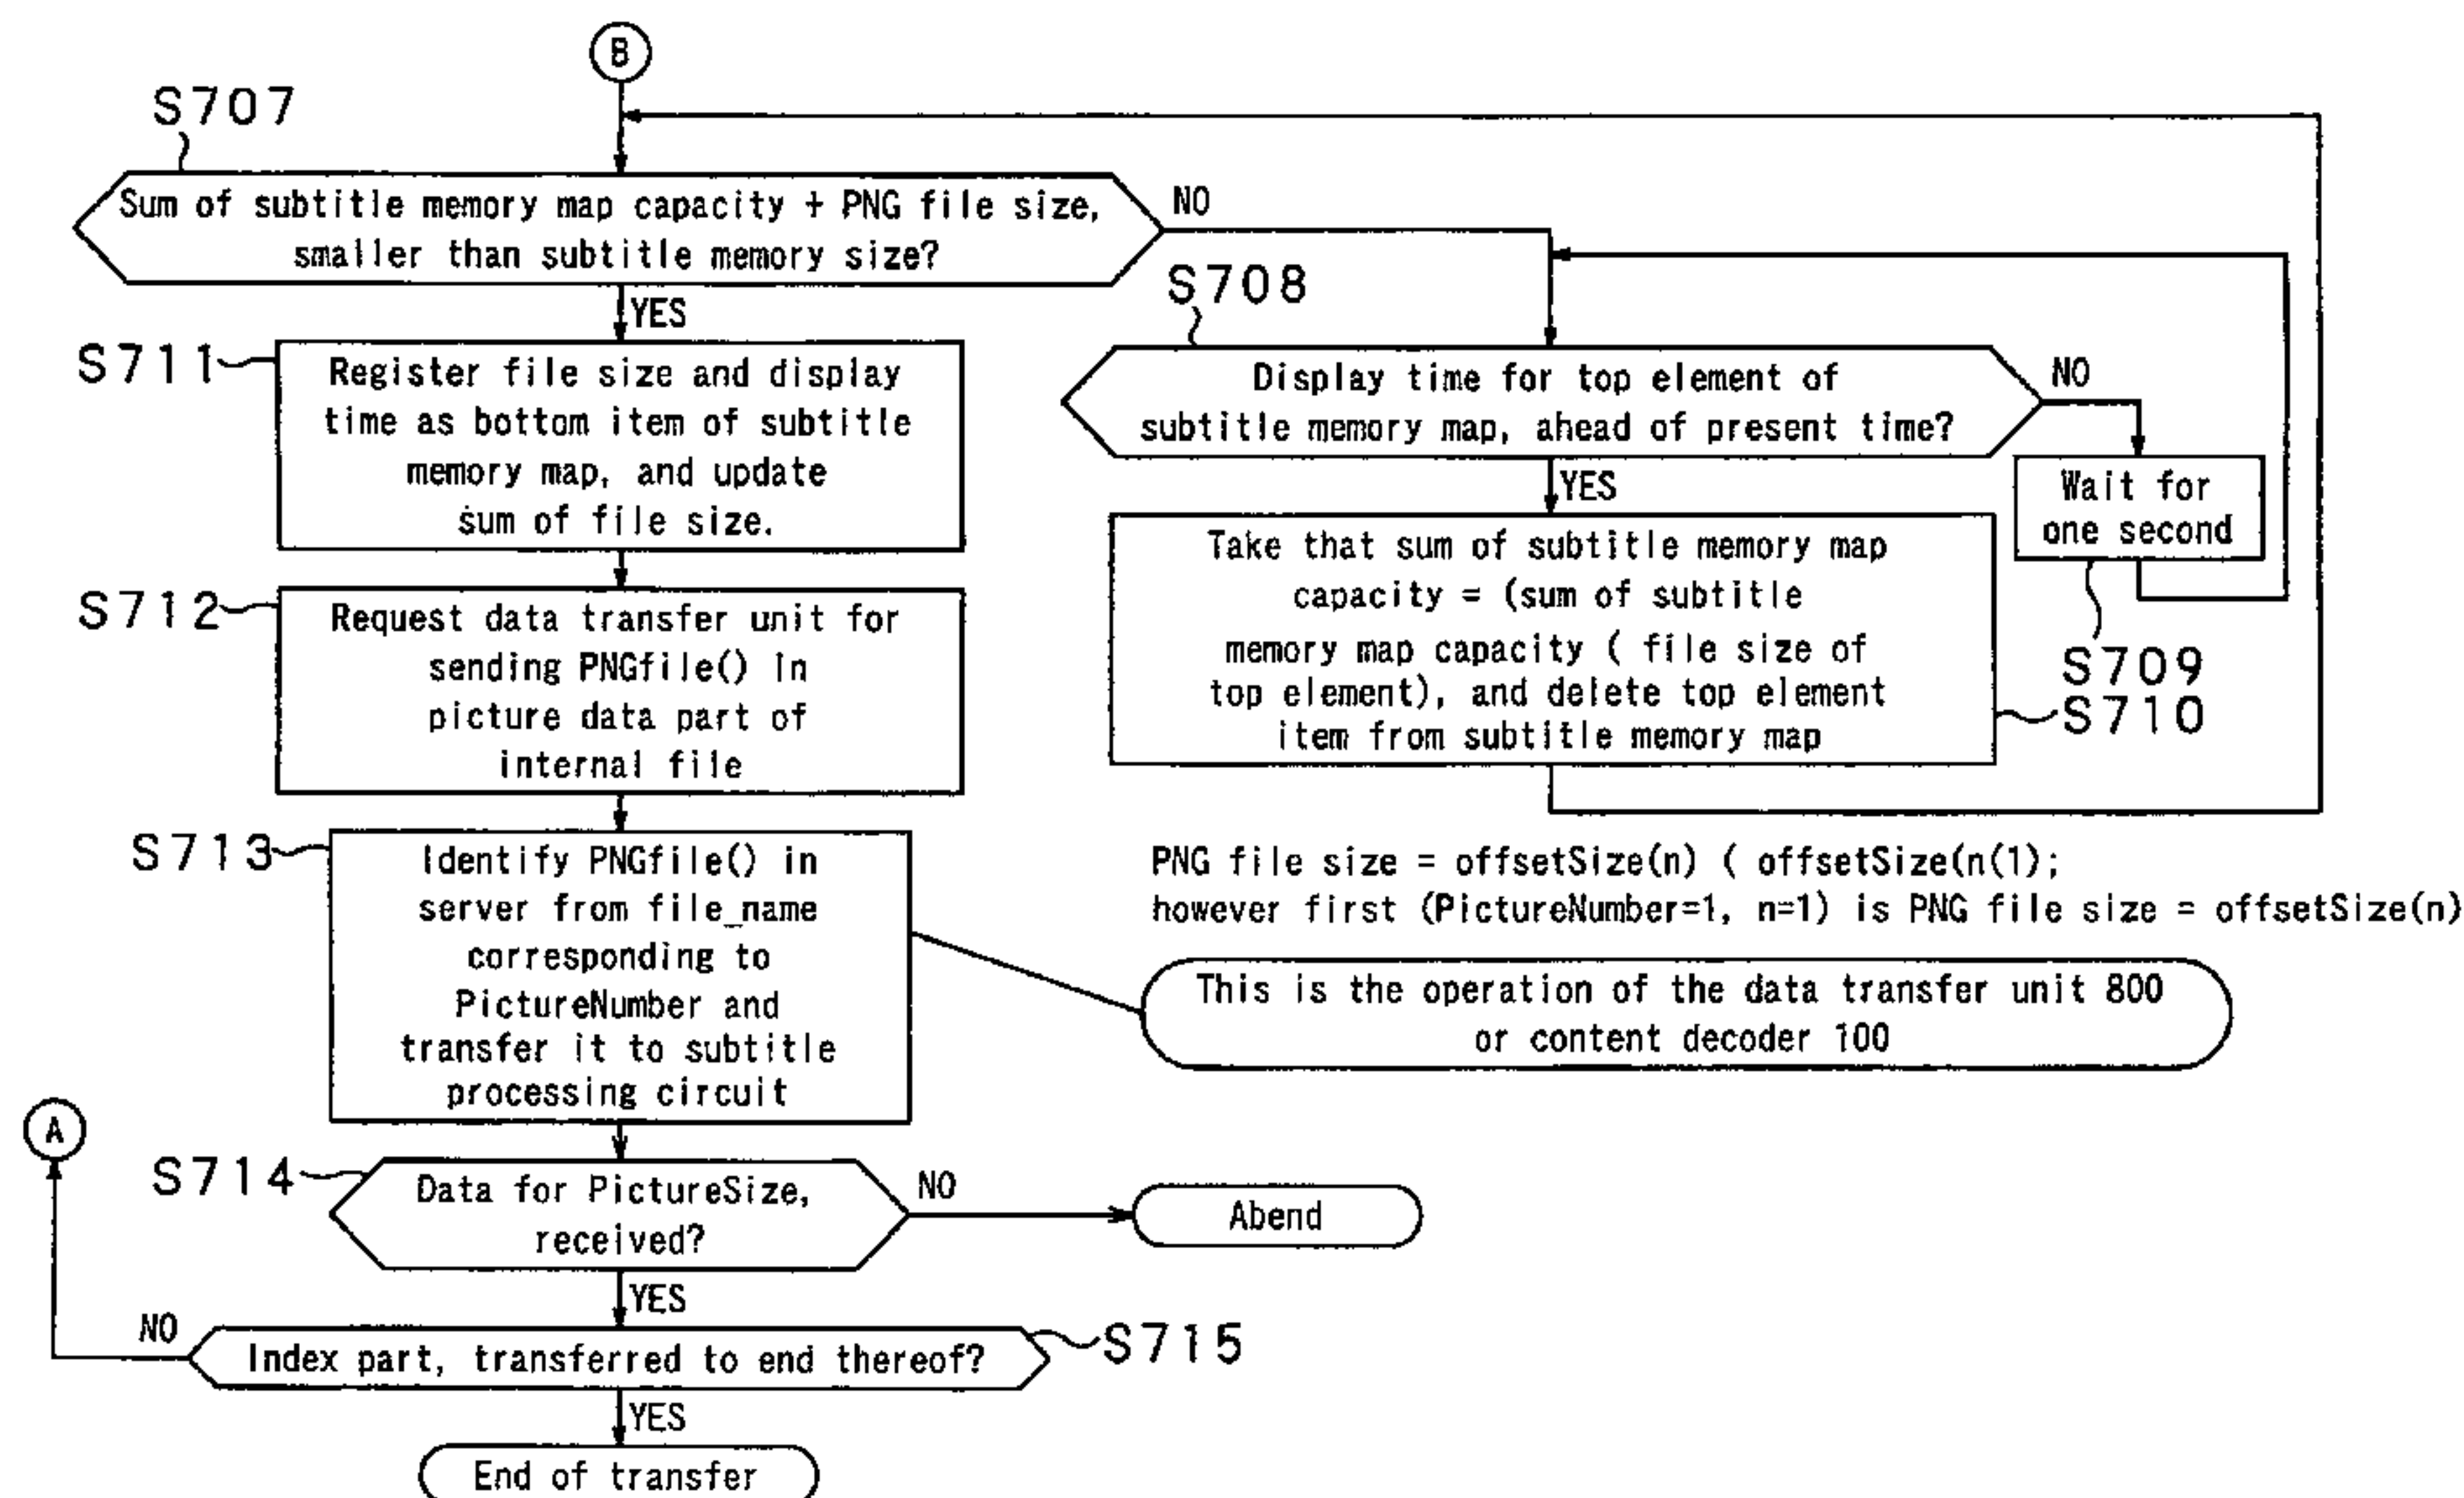 B
S707
Sum of subtitle memory map capacity + PNG file size,
smaller than subtitle memory size?
NO
YES
S708
Display time for top element of
subtitle memory map, ahead of present time?
NO
YES
Wait for
one second
S709
Take that sum of subtitle memory map
capacity = (sum of subtitle
memory map capacity ( file size of
top element), and delete top element
item from subtitle memory map
S710
S711
Register file size and display
time as bottom item of subtitle
memory map, and update
sum of file size.
S712
Request data transfer unit for
sending PNGfile() in
picture data part of
internal file
S713
Identify PNGfile() in
server from file_name
corresponding to
PictureNumber and
transfer it to subtitle
processing circuit
PNG file size = offsetSize(n) ( offsetSize(n(1);
however first (PictureNumber=1, n=1) is PNG file size = offsetSize(n)
This is the operation of the data transfer unit 800
or content decoder 100
A
S714
Data for PictureSize,
received?
NO
Abend
YES
NO
Index part, transferred to end thereof?
S715
YES
End of transfer